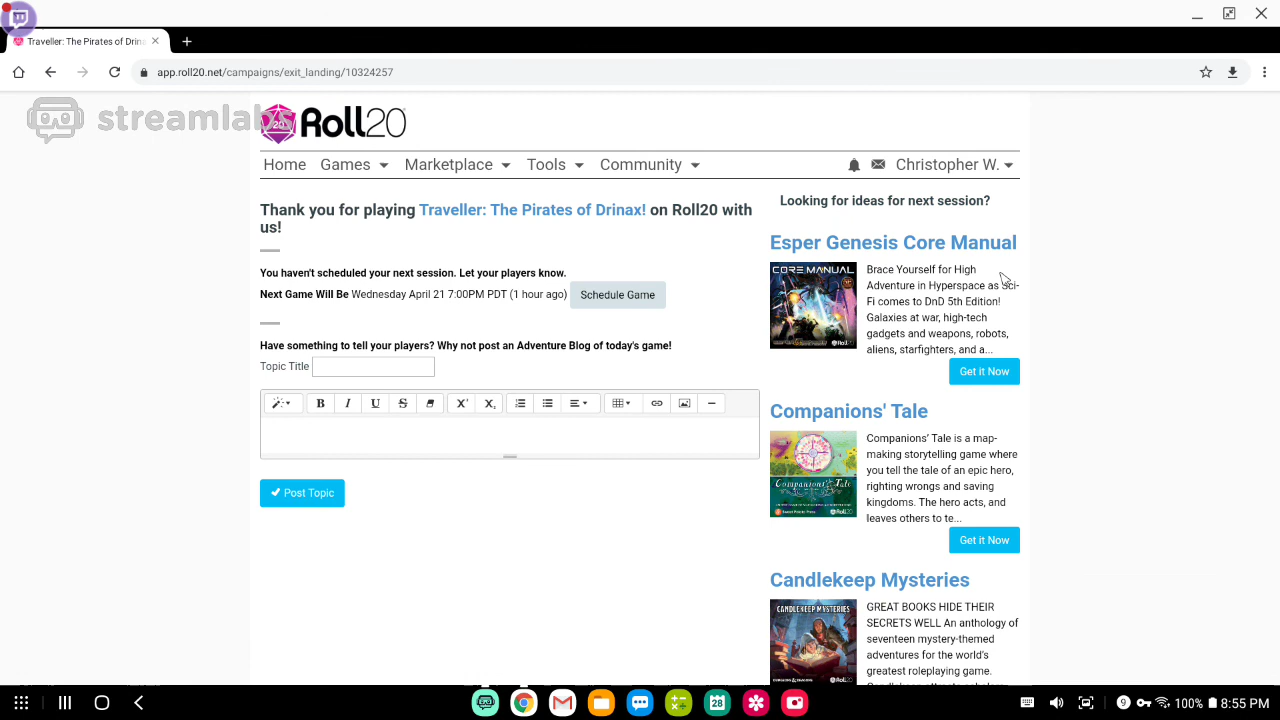 Traveller: The Pirates of Drina
app.roll20.net/campaigns/exit_landing/10324257
streamlabs
Roll20
Home Games Marketplace Tools Community Christopher W.
Thank you for playing Traveller: The Pirates of Drinax! on Roll20 with
us!
You haven't scheduled your next session. Let your players know.
Next Game Will Be Wednesday April 21 7:00PM PDT (1 hour ago) Schedule Game
Have something to tell your players? Why not post an Adventure Blog of today's game!
Topic Title
B I U S X X
Post Topic
Looking for ideas for next session?
Esper Genesis Core Manual
CORE MANUAL
Roll20
Brace Yourself for High
Adventure in Hyperspace as sci-
Fi comes to DnD 5th Edition!
Galaxies at war, high-tech
gadgets and weapons, robots,
aliens, starfighters, and a...
Get it Now
Companions' Tale
Companions' Tale
Roll20
Companions' Tale is a map-
making storytelling game where
you tell the tale of an epic hero,
righting wrongs and saving
kingdoms. The hero acts, and
leaves others to te...
Get it Now
Candlekeep Mysteries
CANDLEKEEP MYSTERIES
DUNGEONS & DRAGONS
Roll20
GREAT BOOKS HIDE THEIR
SECRETS WELL An anthology of
seventeen mystery-themed
adventures for the world's
greatest roleplaying game.
28
9 100% 8:55 PM